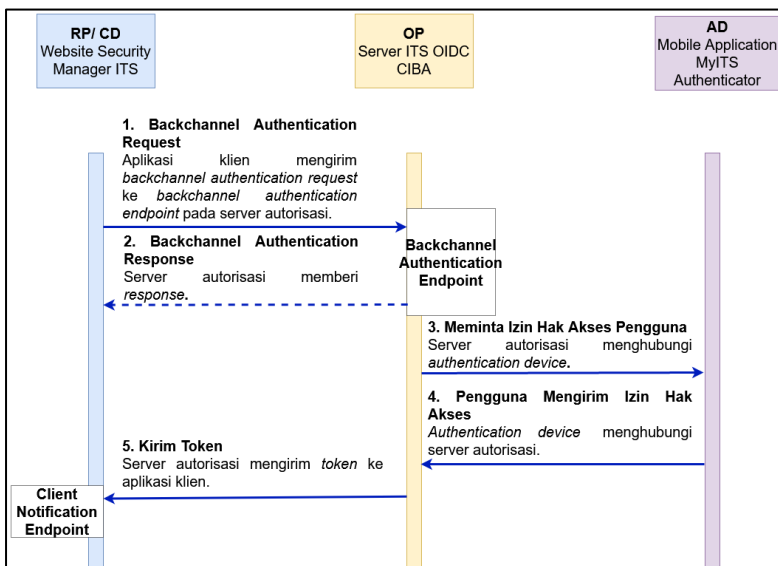 RP/ CD
Website Security
Manager ITS
OP
Server ITS OIDC
CIBA
AD
Mobile Application
MyITS
Authenticator
1. Backchannel Authentication
Request
Aplikasi klien mengirim
backchannel authentication request
ke backchannel authentication
endpoint pada server autorisasi.
2. Backchannel Authentication
Response
Server autorisasi memberi
response.
Backchannel
Authentication
Endpoint
3. Meminta Izin Hak Akses Pengguna
Server autorisasi menghubungi
authentication device.
4. Pengguna Mengirim Izin Hak
Akses
Authentication device menghubungi
server autorisasi.
5. Kirim Token
Server autorisasi mengirim token ke
aplikasi klien.
Client
Notification
Endpoint